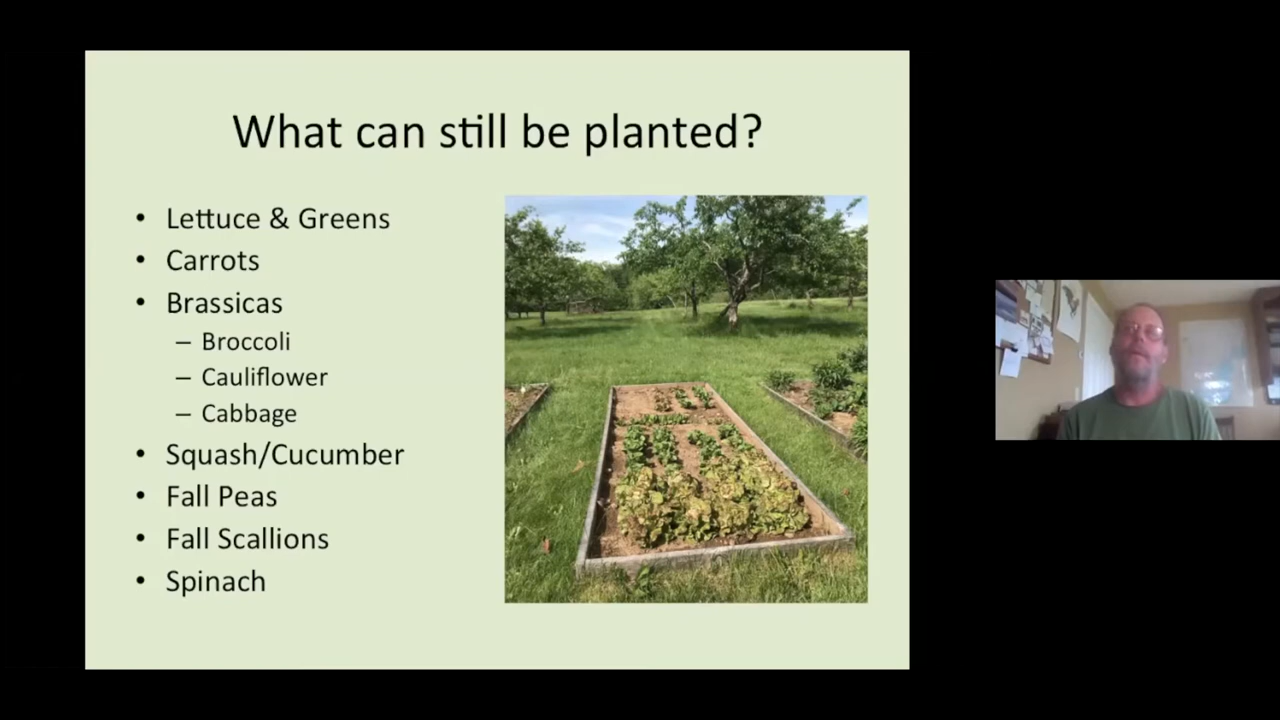 What can still be planted?
• Lettuce & Greens
• Carrots
• Brassicas
– Broccoli
– Cauliflower
– Cabbage
• Squash/Cucumber
• Fall Peas
• Fall Scallions
• Spinach